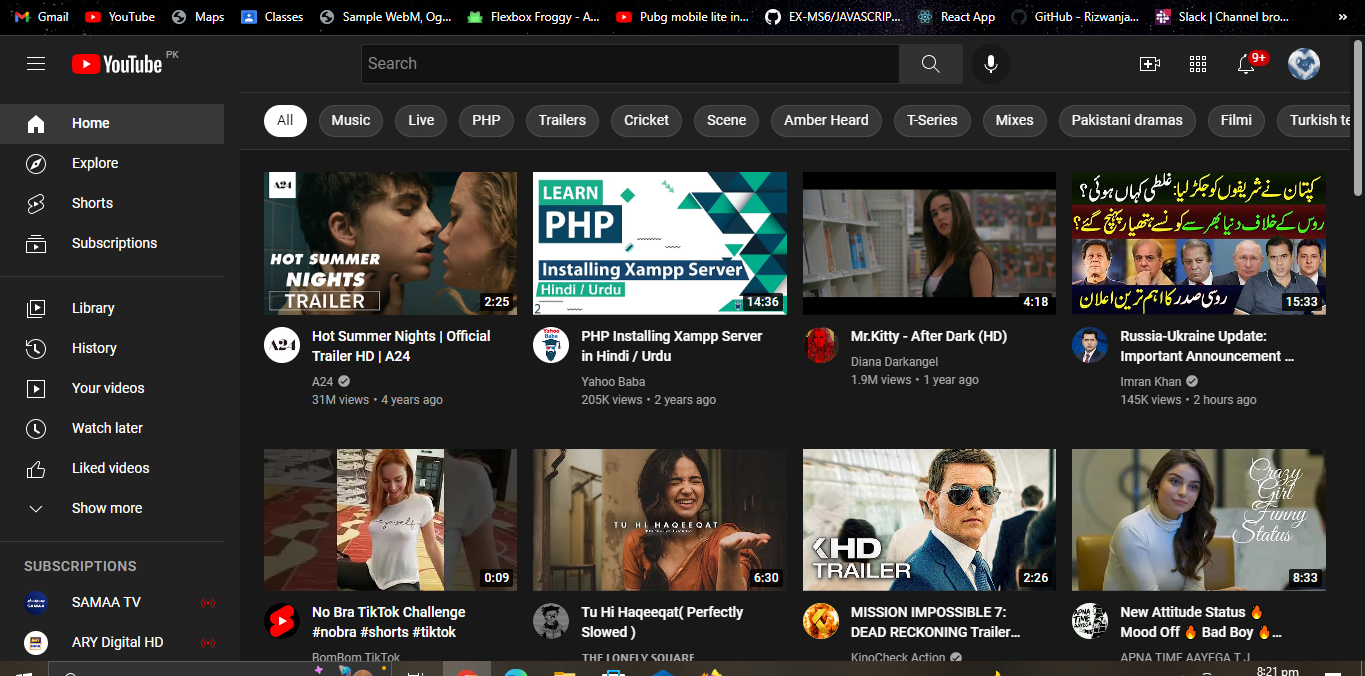 Gmail
YouTube
Maps
Classes
Sample WebM, Og...
Flexbox Froggy - A...
Pubg mobile lite in...
EX-MS6/JAVASCRIP...
React App
GitHub - Rizwanja...
Slack | Channel bro...
»
YouTube PK
Search
9+
Home
Explore
Shorts
Subscriptions
Library
History
Your videos
Watch later
Liked videos
Show more
SUBSCRIPTIONS
SAMAA TV
ARY Digital HD
All
Music
Live
PHP
Trailers
Cricket
Scene
Amber Heard
T-Series
Mixes
Pakistani dramas
Filmi
Turkish te
A24
HOT SUMMER
NIGHTS
TRAILER
2:25
A24
Hot Summer Nights | Official
Trailer HD | A24
A24
31M views • 4 years ago
LEARN
PHP
Installing Xampp Server
Hindi / Urdu
2
14:36
Yahoo
Baba
PHP Installing Xampp Server
in Hindi / Urdu
Yahoo Baba
205K views • 2 years ago
4:18
Mr.Kitty - After Dark (HD)
Diana Darkangel
1.9M views • 1 year ago
کپتان نے شریفوں کو جکڑ لیا: غلطی کہاں ہوئی؟
روس کے خلاف دنیا بھر سے کونسے ہتھیار پہنچ گئے؟
روسی صدر کا اہم ترین اعلان
15:33
Russia-Ukraine Update:
Important Announcement ...
Imran Khan
145K views • 2 hours ago
0:09
No Bra TikTok Challenge
#nobra #shorts #tiktok
BomBom TikTok
TU HI HAQEEQAT
6:30
Tu Hi Haqeeqat( Perfectly
Slowed )
THE LONELY SQUARE
KHD
TRAILER
2:26
MISSION IMPOSSIBLE 7:
DEAD RECKONING Trailer...
KinoCheck Action
Crazy
Girl
Funny
Status
8:33
APNA
TIME
AAYEGA
New Attitude Status 🔥
Mood Off 🔥 Bad Boy 🔥...
APNA TIME AAYEGA T J
8:21 pm